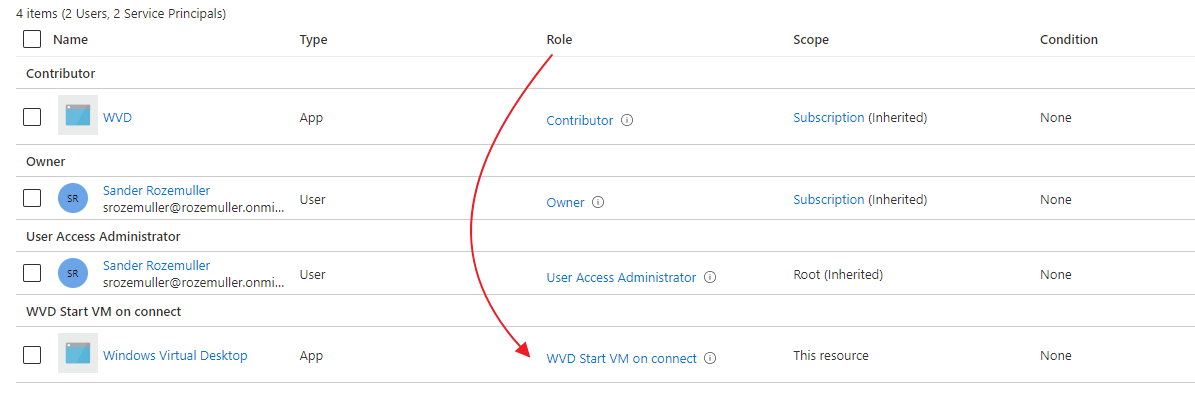 4 items (2 Users, 2 Service Principals)
Name Type Role Scope Condition
Contributor
WVD App Contributor Subscription (Inherited) None
Owner
SR Sander Rozemuller
srozemuller@rozemuller.onmi... User Owner Subscription (Inherited) None
User Access Administrator
SR Sander Rozemuller
srozemuller@rozemuller.onmi... User User Access Administrator Root (Inherited) None
WVD Start VM on connect
Windows Virtual Desktop App WVD Start VM on connect This resource None